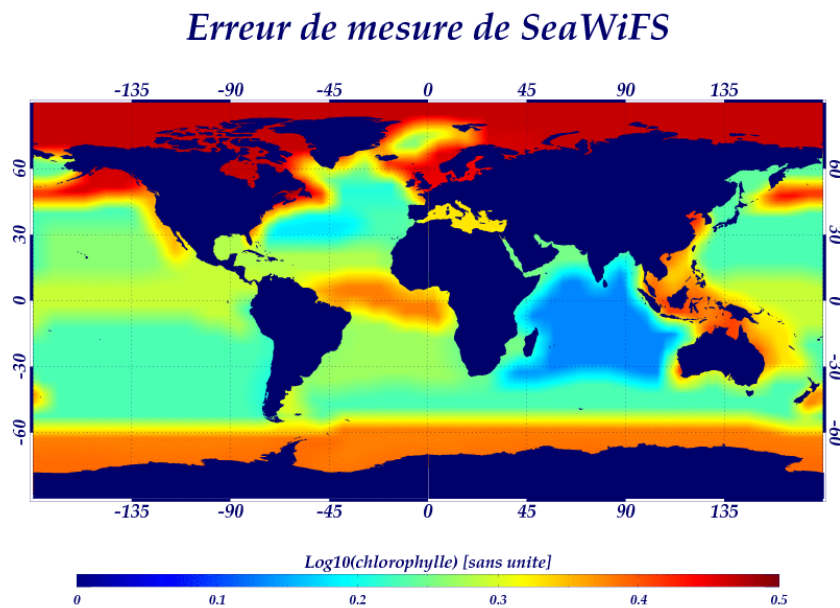 Erreur de mesure de SeaWiFS
-135 -90 -45 0 45 90 135
60 60
30 30
0 0
-30 -30
-60 -60
-135 -90 -45 0 45 90 135
Log10(chlorophylle) [sans unite]
0 0.1 0.2 0.3 0.4 0.5